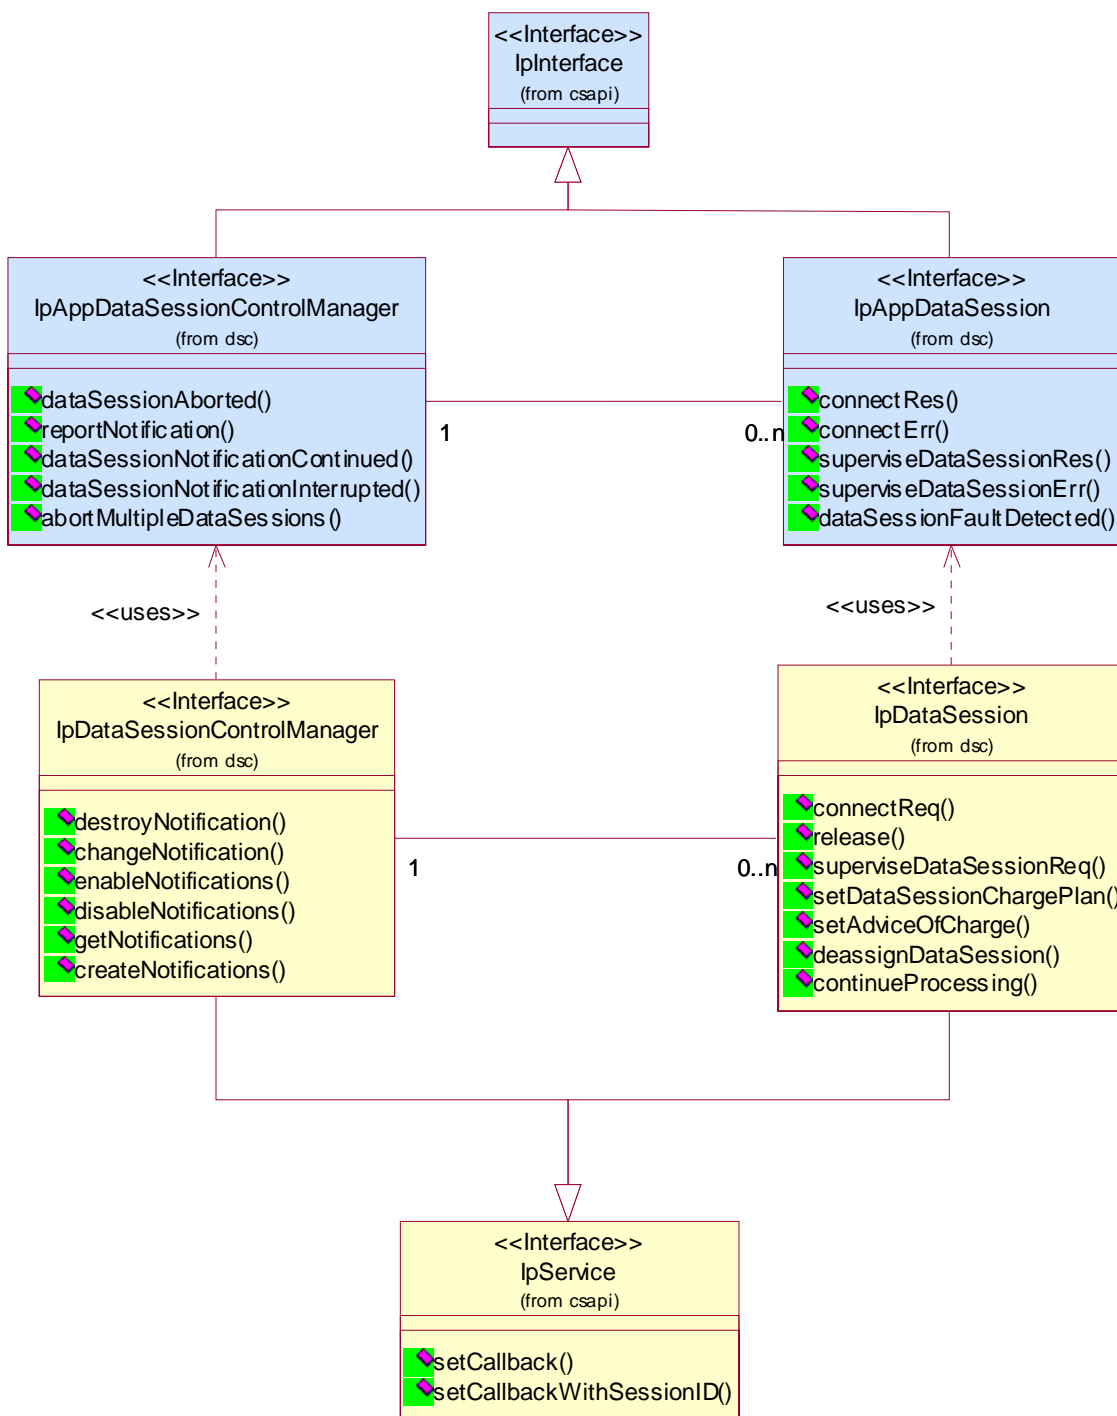 <<Interface>>
IpInterface
(from csapi)
<<Interface>>
IpAppDataSessionControlManager
(from dsc)
dataSessionAborted()
reportNotification()
dataSessionNotificationContinued()
dataSessionNotificationInterrupted()
abortMultipleDataSessions()
<<Interface>>
IpAppDataSession
(from dsc)
connectRes()
connectErr()
superviseDataSessionRes()
superviseDataSessionErr()
dataSessionFaultDetected()
1
0..n
<<uses>>
<<uses>>
<<Interface>>
IpDataSessionControlManager
(from dsc)
destroyNotification()
changeNotification()
enableNotifications()
disableNotifications()
getNotifications()
createNotifications()
<<Interface>>
IpDataSession
(from dsc)
connectReq()
release()
superviseDataSessionReq()
setDataSessionChargePlan()
setAdviceOfCharge()
deassignDataSession()
continueProcessing()
1
0..n
<<Interface>>
IpService
(from csapi)
setCallback()
setCallbackWithSessionID()